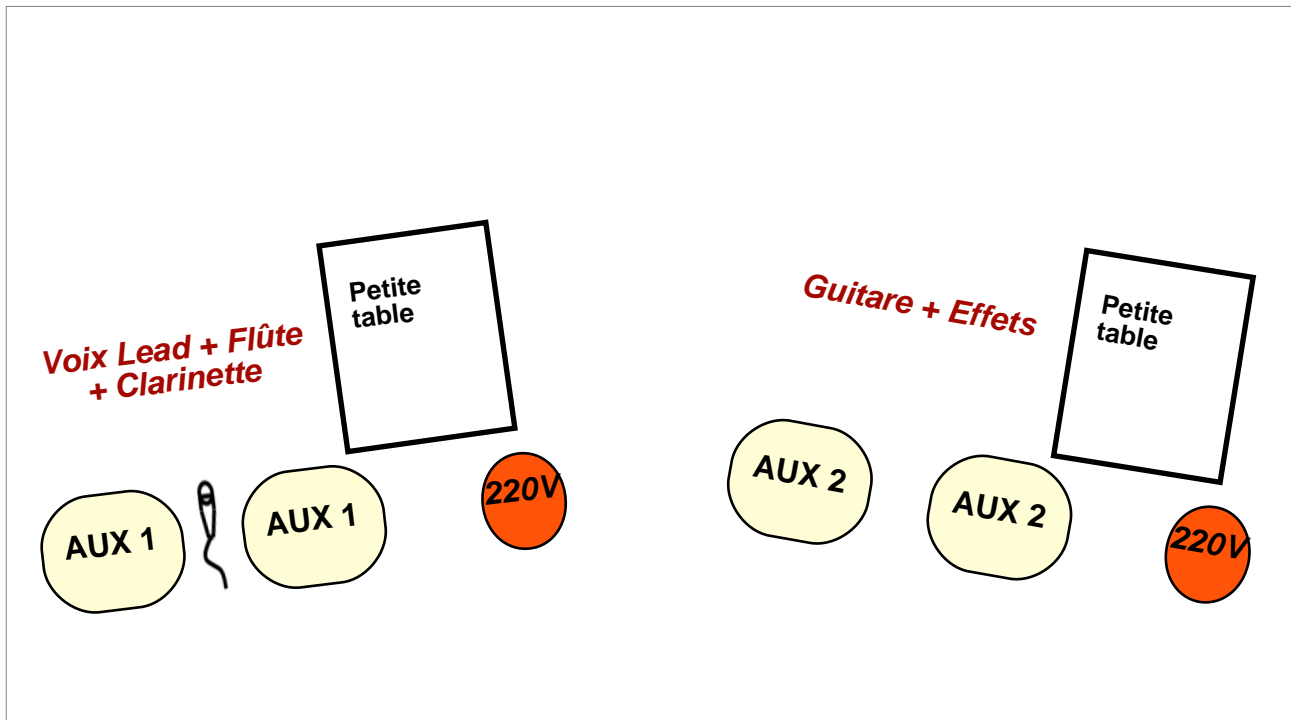 Petite
table
Voix Lead + Flûte
+ Clarinette
AUX 1
AUX 1
220V
Guitare + Effets
Petite
table
AUX 2
AUX 2
220V